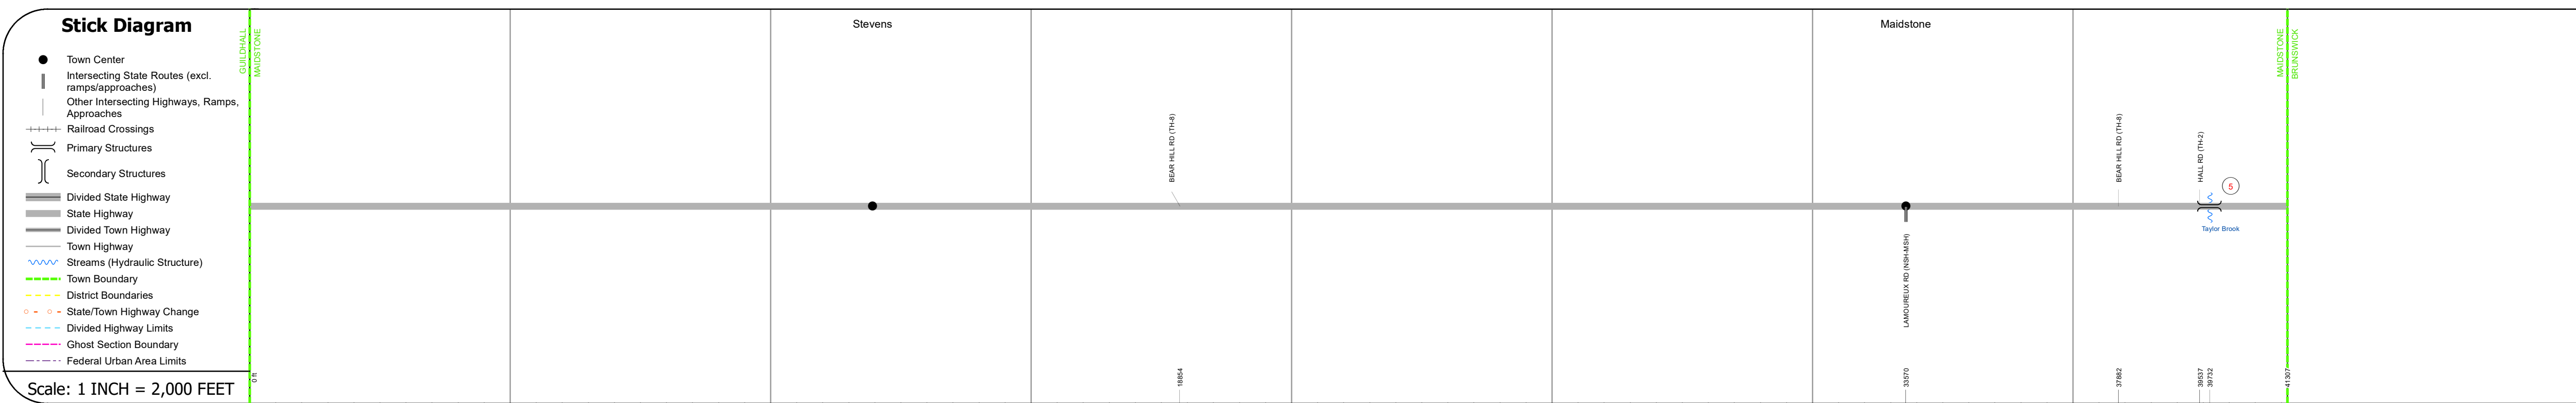 Stick Diagram
Town Center
Intersecting State Routes (excl.
ramps/approaches)
Other Intersecting Highways, Ramps,
Approaches
Railroad Crossings
Primary Structures
Secondary Structures
Divided State Highway
State Highway
Divided Town Highway
Town Highway
Streams (Hydraulic Structure)
Town Boundary
District Boundaries
State/Town Highway Change
Divided Highway Limits
Ghost Section Boundary
Federal Urban Area Limits
Scale: 1 INCH = 2,000 FEET
GUILDHALL
MAIDSTONE
Stevens
Maidstone
MAIDSTONE
BRUNSWICK
BEAR HILL RD (TH-8)
BEAR HILL RD (TH-8)
HALL RD (TH-2)
5
Taylor Brook
LAMOUREUX RD (NSH-MSH)
0 ft
18854
33570
37882
39537
39732
41307